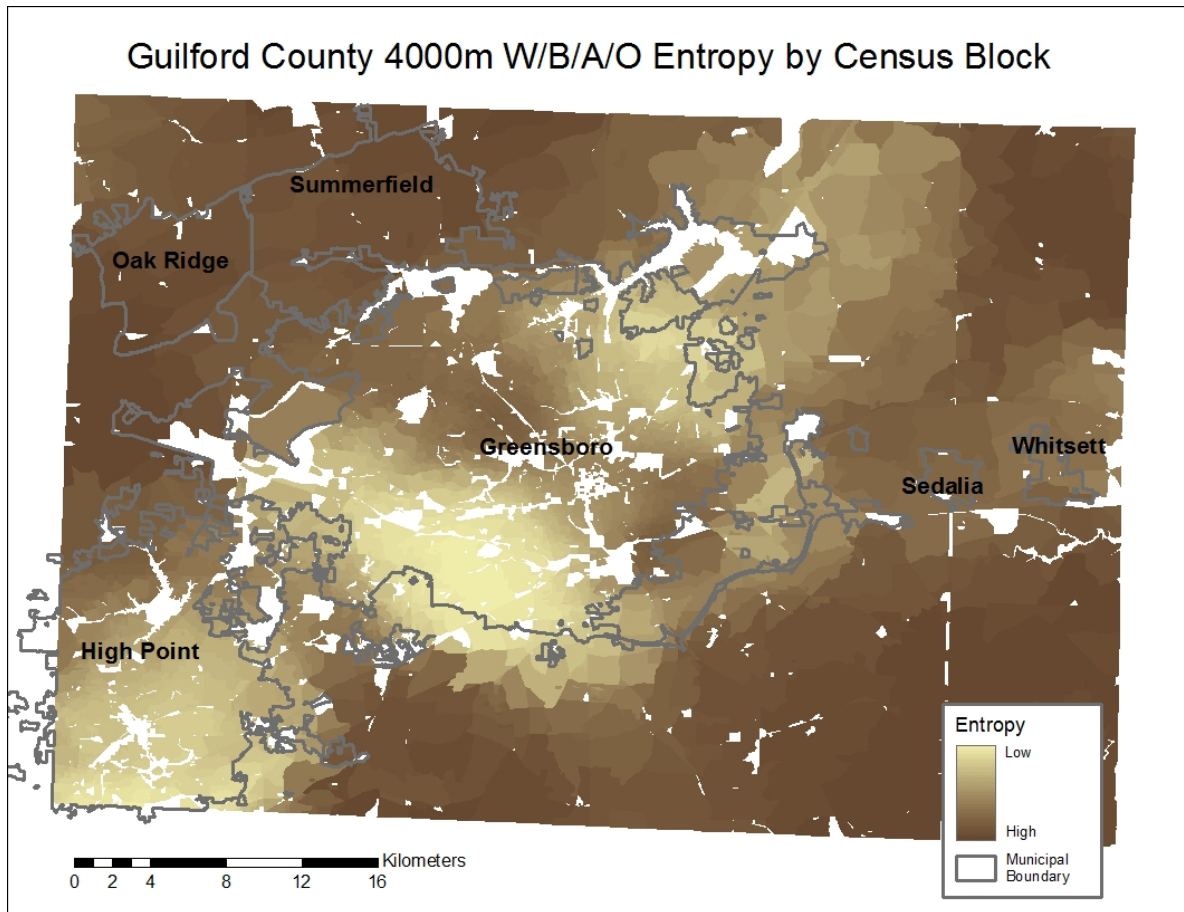 Guilford County 4000m W/B/A/O Entropy by Census Block
Summerfield
Oak Ridge
Greensboro
Whitsett
Sedalia
High Point
Entropy
Low
High
Municipal
Boundary
Kilometers
0 2 4 8 12 16